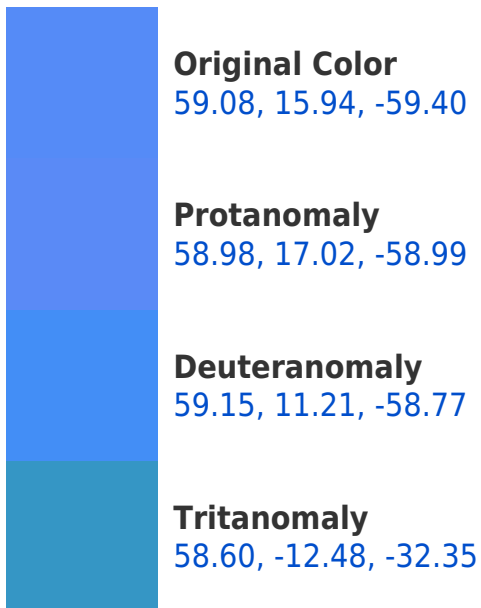 Original Color
59.08, 15.94, -59.40
Protanomaly
58.98, 17.02, -58.99
Deuteranomaly
59.15, 11.21, -58.77
Tritanomaly
58.60, -12.48, -32.35